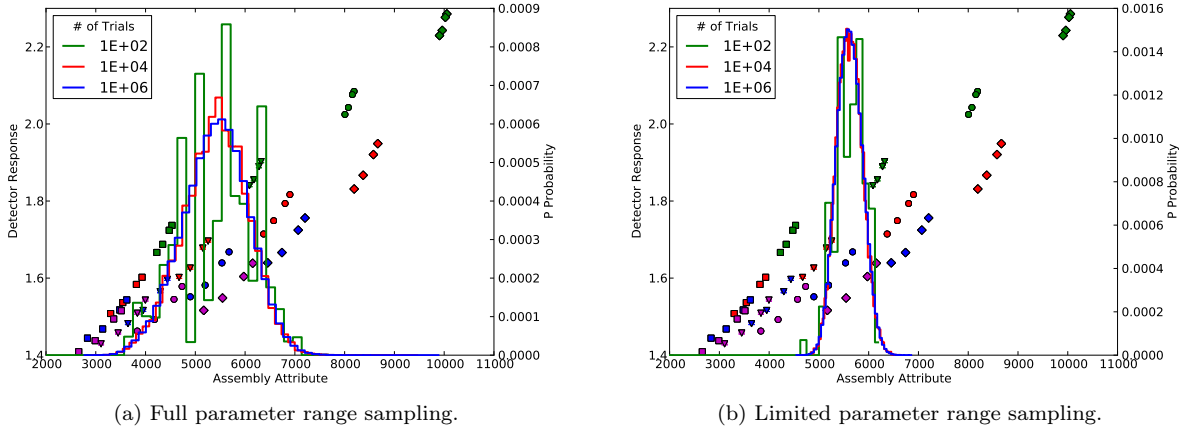 # of Trials
1E+02
1E+04
1E+06
Detector Response
2.2
2.0
1.8
1.6
1.4
2000 3000 4000 5000 6000 7000 8000 9000 10000 11000
Assembly Attribute
0.0009
0.0008
0.0007
0.0006
0.0005
0.0004
0.0003
0.0002
0.0001
0.0000
P Probability
(a) Full parameter range sampling.
# of Trials
1E+02
1E+04
1E+06
Detector Response
2.2
2.0
1.8
1.6
1.4
2000 3000 4000 5000 6000 7000 8000 9000 10000 11000
Assembly Attribute
0.0016
0.0014
0.0012
0.0010
0.0008
0.0006
0.0004
0.0002
0.0000
P Probability
(b) Limited parameter range sampling.